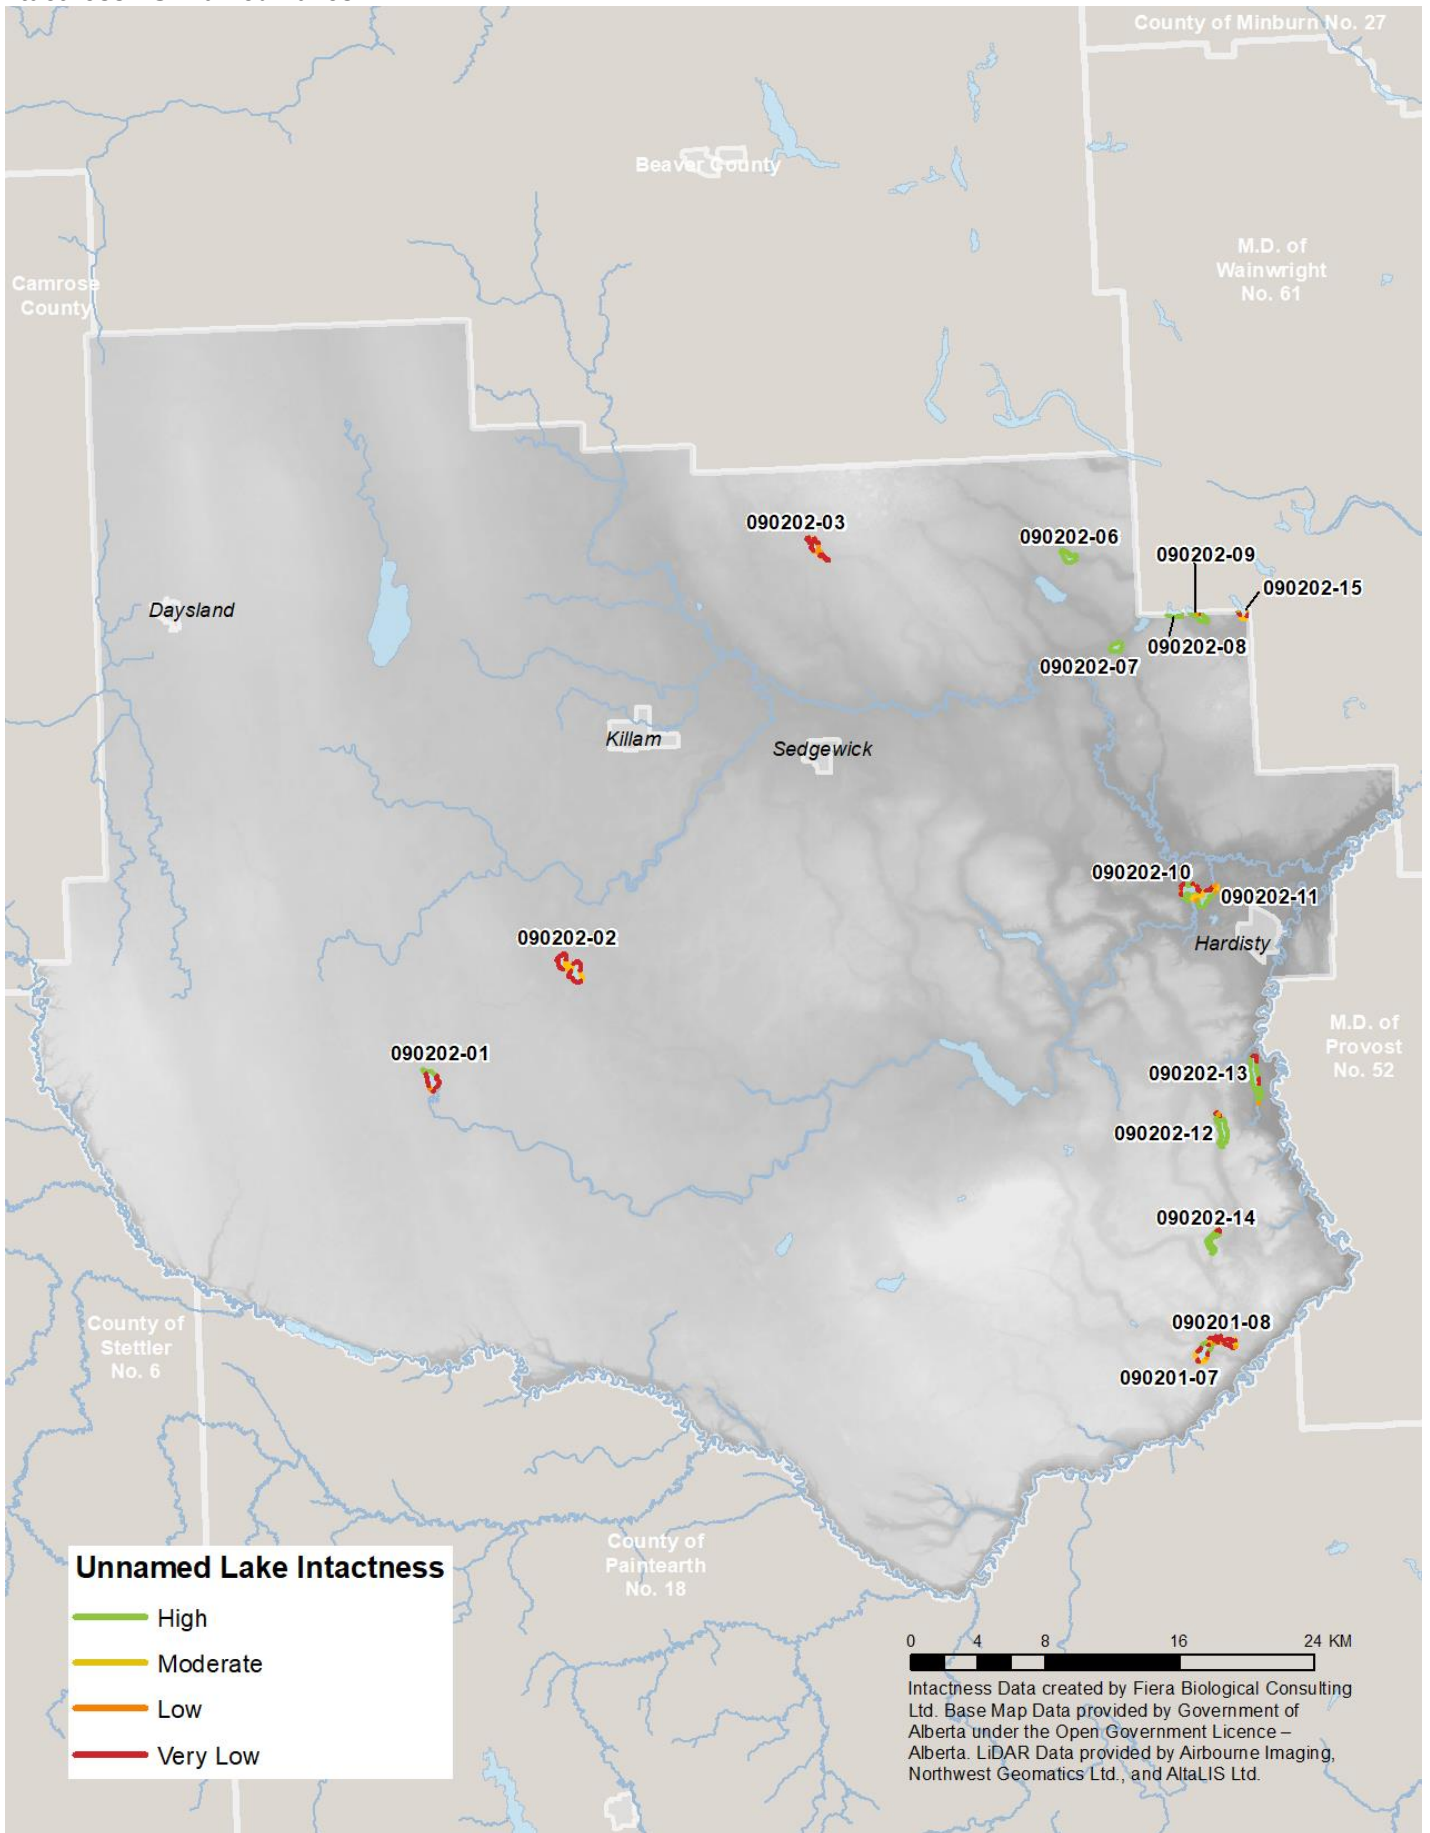 County of Minburn No. 27
Beaver County
M.D. of
Wainwright
No. 61
Camrose
County
090202-03
090202-06
090202-09
090202-15
Daysland
090202-08
090202-07
Killam
Sedgewick
090202-10
090202-11
090202-02
Hardisty
M.D. of
Provost
No. 52
090202-01
090202-13
090202-12
090202-14
County of
Stettler
No. 6
090201-08
090201-07
County of
Paintearth
No. 18
Unnamed Lake Intactness
High
Moderate
Low
Very Low
0 4 8 16 24 KM
Intactness Data created by Fiera Biological Consulting
Ltd. Base Map Data provided by Government of
Alberta under the Open Government Licence –
Alberta. LiDAR Data provided by Airbourne Imaging,
Northwest Geomatics Ltd., and AltaLIS Ltd.